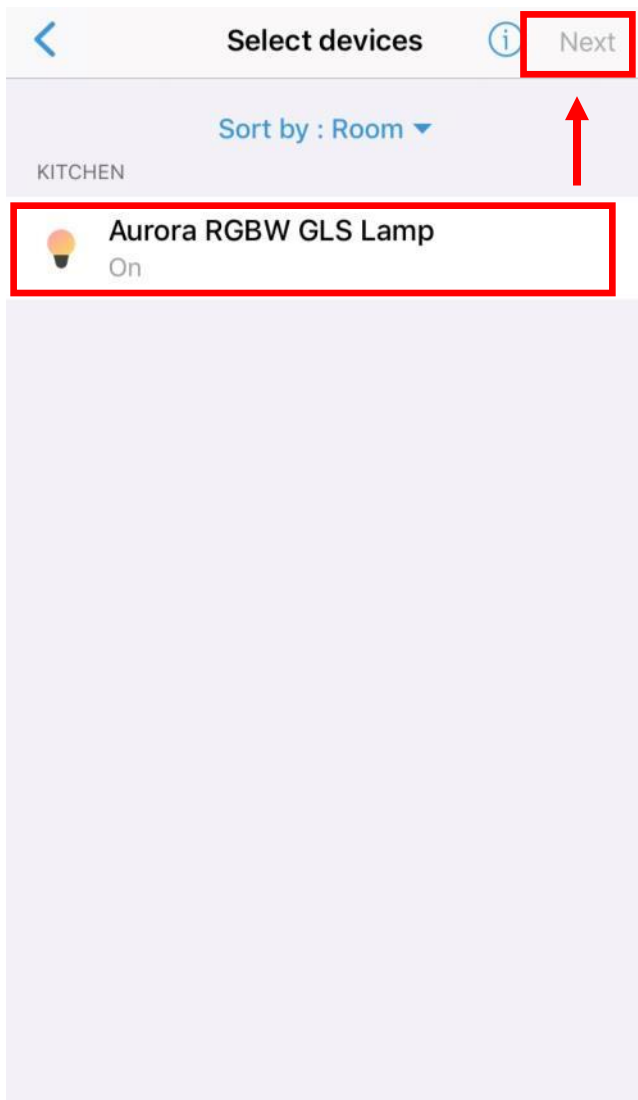 Select devices
Next
Sort by : Room
KITCHEN
Aurora RGBW GLS Lamp
On